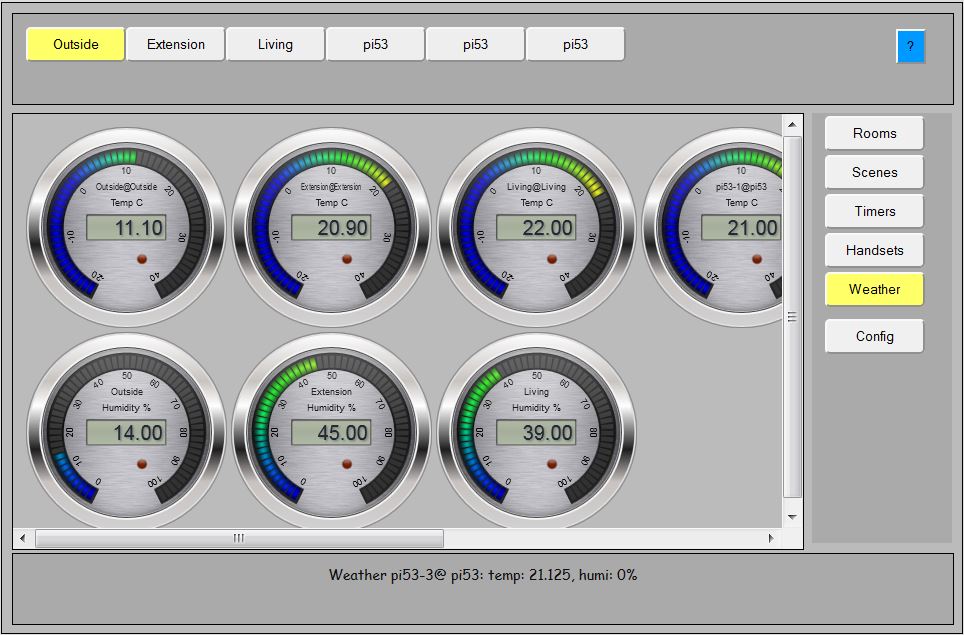 Outside Extension Living pi53 pi53 pi53 ?
Rooms
Scenes
Timers
Handsets
Weather
Config
-20 -10 0 10 20 30 40
Outside@Outside
Temp C
11.10
-20 -10 0 10 20 30 40
Extension@Extension
Temp C
20.90
-20 -10 0 10 20 30 40
Living@Living
Temp C
22.00
-20 -10 0 10 20 30 40
pi53-1@pi53
Temp C
21.00
0 10 20 30 40 50 60 70 80 90 100
Outside
Humidity %
14.00
0 10 20 30 40 50 60 70 80 90 100
Extension
Humidity %
45.00
0 10 20 30 40 50 60 70 80 90 100
Living
Humidity %
39.00
Weather pi53-3@ pi53: temp: 21.125, humi: 0%